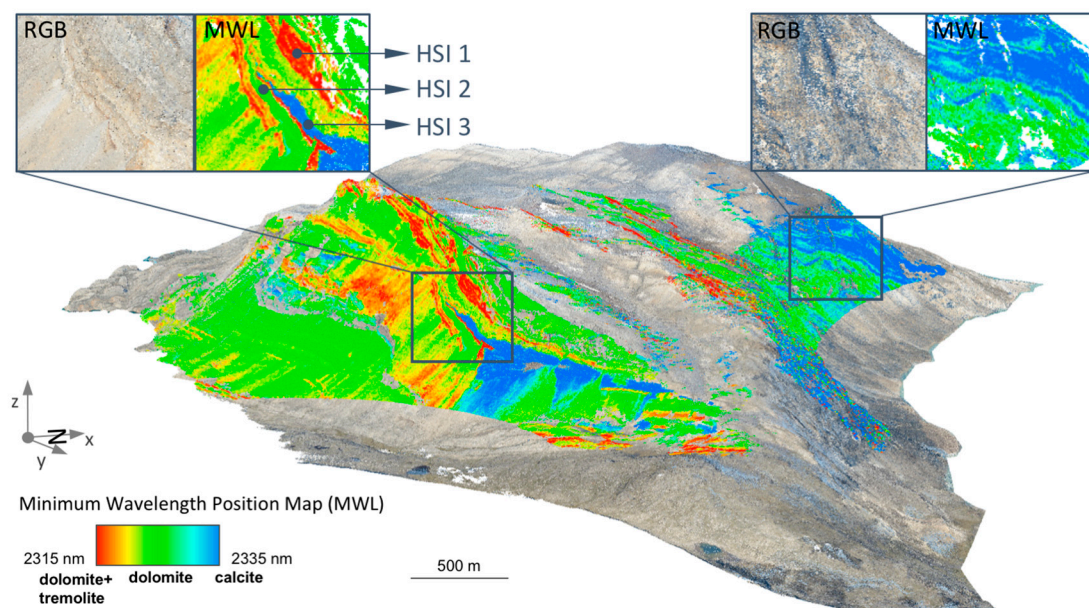 RGB
MWL
HSI 1
HSI 2
HSI 3
RGB
MWL
z
N
x
y
Minimum Wavelength Position Map (MWL)
2315 nm
2335 nm
dolomite+
tremolite
dolomite
calcite
500 m